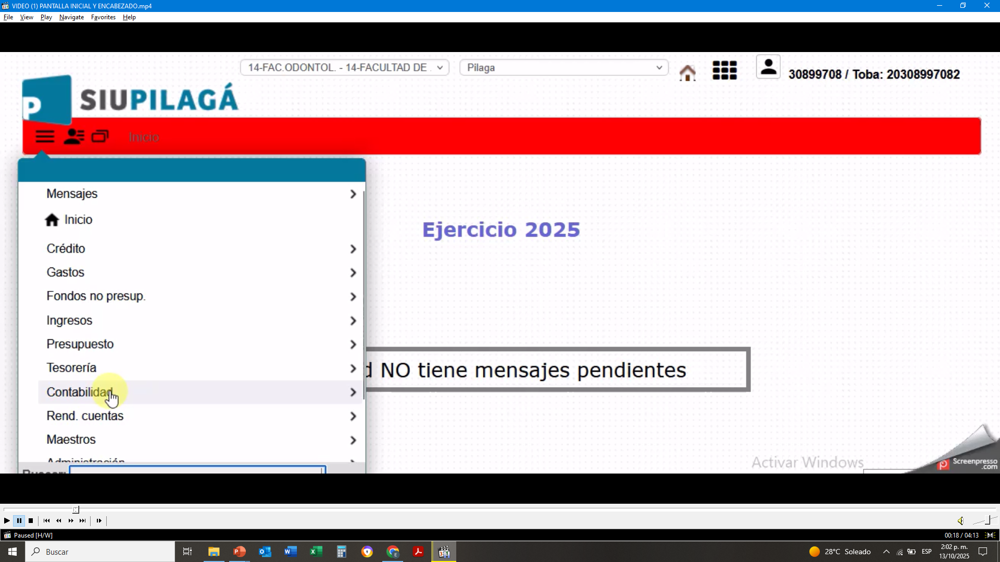 VIDEO (1) PANTALLA INICIAL Y ENCABEZADO.mp4
File View Play Navigate Favorites Help
14-FAC.ODONTOL. - 14-FACULTAD DE
Pilaga
30899708 / Toba: 20308997082
P
SIUPILAGÁ
Inicio
Mensajes
Inicio
Crédito
Gastos
Fondos no presup.
Ingresos
Presupuesto
Tesorería
Contabilidad
Rend. cuentas
Maestros
Administración
Buscar:
Ejercicio 2025
d NO tiene mensajes pendientes
Activar Windows
Screenpresso
.com
Paused [H/W]
00:18 / 04:13
Buscar
28°C Soleado
ESP
2:02 p. m.
13/10/2025